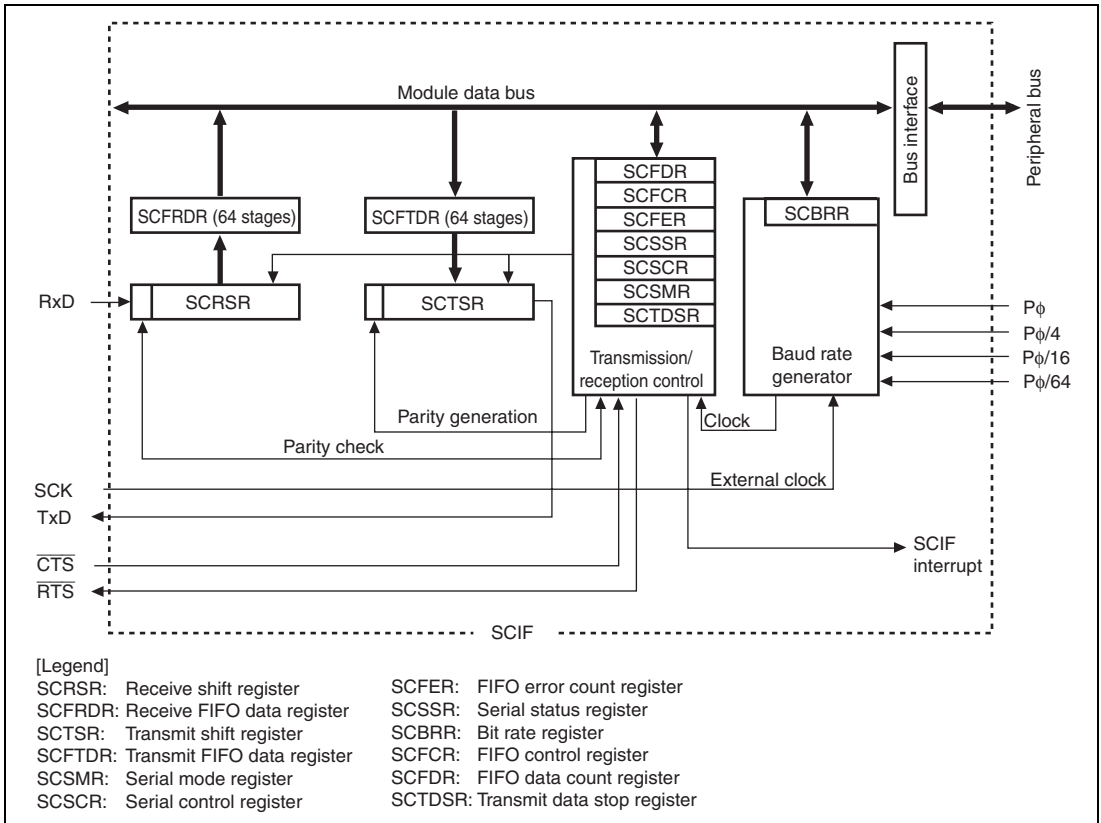 Module data bus
Bus interface
Peripheral bus
SCFRDR (64 stages)
SCFTDR (64 stages)
SCFDR
SCFCR
SCFER
SCSSR
SCSCR
SCSMR
SCTDSR
Transmission/
reception control
SCBRR
Baud rate
generator
RxD
SCRSR
SCTSR
Pϕ
Pϕ/4
Pϕ/16
Pϕ/64
Parity generation
Clock
Parity check
SCK
External clock
TxD
CTS
RTS
SCIF
interrupt
SCIF
[Legend]
SCRSR: Receive shift register
SCFRDR: Receive FIFO data register
SCTSR: Transmit shift register
SCFTDR: Transmit FIFO data register
SCSMR: Serial mode register
SCSCR: Serial control register
SCFER: FIFO error count register
SCSSR: Serial status register
SCBRR: Bit rate register
SCFCR: FIFO control register
SCFDR: FIFO data count register
SCTDSR: Transmit data stop register